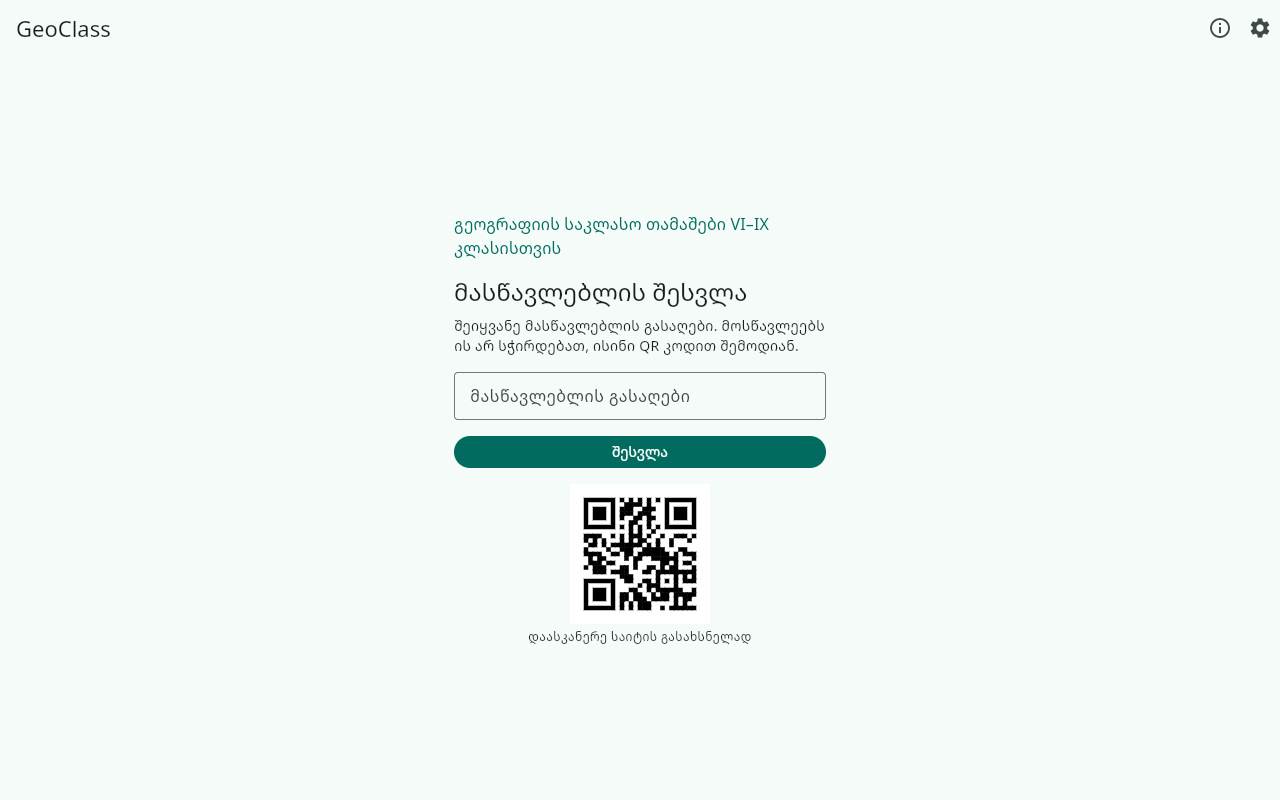 GeoClass
გეოგრაფიის საკლასო თამაშები VI–IX
კლასისთვის
მასწავლებლის შესვლა
შეიყვანე მასწავლებლის გასაღები. მოსწავლეებს
ის არ სჭირდებათ, ისინი QR კოდით შემოდიან.
მასწავლებლის გასაღები
შესვლა
დაასკანერე საიტის გასახსნელად